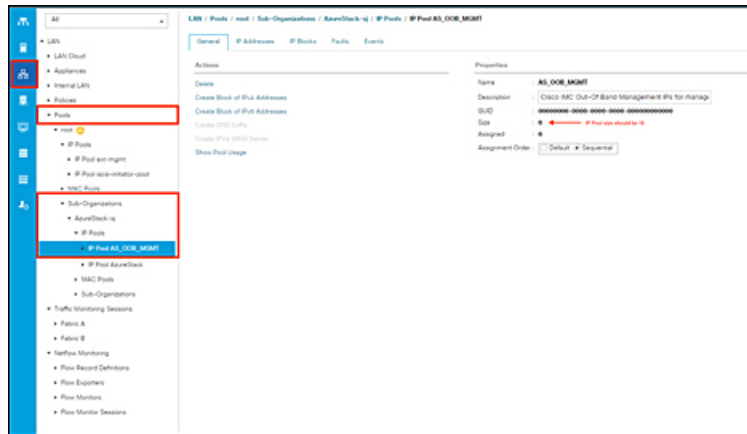 All
LAN / Pools / root / Sub-Organizations / AzureStack-sj / IP Pools / IP Pool AS_OOB_MGMT
LAN
LAN Cloud
Appliances
Internal LAN
Policies
Pools
root
IP Pools
IP Pool ext-mgmt
IP Pool iscsi-initiator-pool
MAC Pools
Sub-Organizations
AzureStack-sj
IP Pools
IP Pool AS_OOB_MGMT
IP Pool AzureStack
MAC Pools
Sub-Organizations
Traffic Monitoring Sessions
Fabric A
Fabric B
Netflow Monitoring
Flow Record Definitions
Flow Exporters
Flow Monitors
Flow Monitor Sessions
General IP Addresses IP Blocks Faults Events
Actions
Delete
Create Block of IPv4 Addresses
Create Block of IPv6 Addresses
Create DNS Suffix
Create IPv4 WINS Server
Show Pool Usage
Properties
Name : AS_OOB_MGMT
Description : Cisco IMC Out-Of Band Management IPs for manag
GUID : 00000000-0000-0000-0000-000000000000
Size : 6 IP Pool size should be 16
Assigned : 6
Assignment Order : Default Sequential